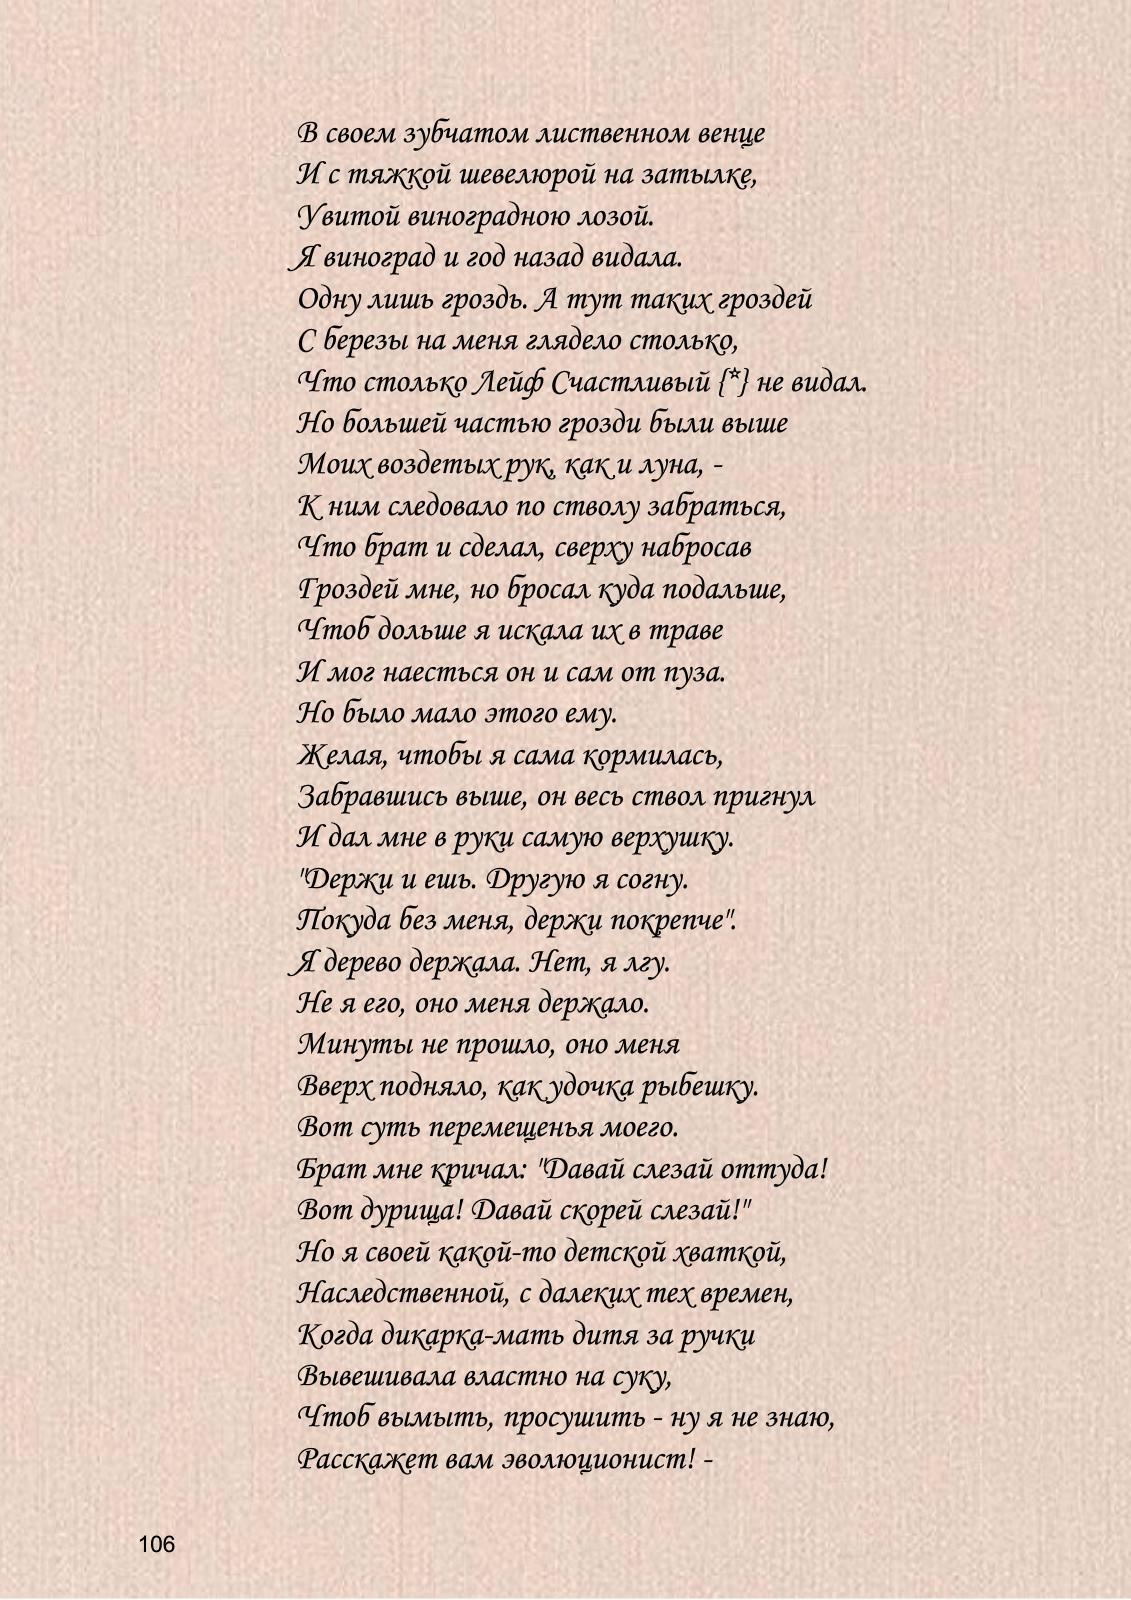 В своем зубчатом лиственном венце
И с тяжкой шевелюрой на затылке,
Увитой виноградною лозой.
Я виноград и год назад видала.
Одну лишь гроздь. А тут таких гроздей
С березы на меня глядело столько,
Что столько Лейф Счастливый {*} не видал.
Но большей частью грозди были выше
Моих воздетых рук, как и луна, -
К ним следовало по стволу забраться,
Что брат и сделал, сверху набросав
Гроздей мне, но бросал куда подальше,
Чтоб дольше я искала их в траве
И мог наесться он и сам от пуза.
Но было мало этого ему.
Желая, чтобы я сама кормилась,
Забравшись выше, он весь ствол пригнул
И дал мне в руки самую верхушку.
"Держи и ешь. Другую я согну.
Покуда без меня, держи покрепче".
Я дерево держала. Нет, я лгу.
Не я его, оно меня держало.
Минуты не прошло, оно меня
Вверх подняло, как удочка рыбешку.
Вот суть перемещенья моего.
Брат мне кричал: "Давай слезай оттуда!
Вот дурища! Давай скорей слезай!"
Но я своей какой-то детской хваткой,
Наследственной, с далеких тех времен,
Когда дикарка-мать дитя за ручки
Вывешивала властно на суку,
Чтоб вымыть, просушить - ну я не знаю,
Расскажет вам эволюционист! -
106